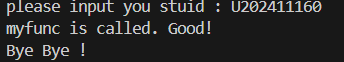 please input you stuid : U202411160
myfunc is called. Good!
Bye Bye !